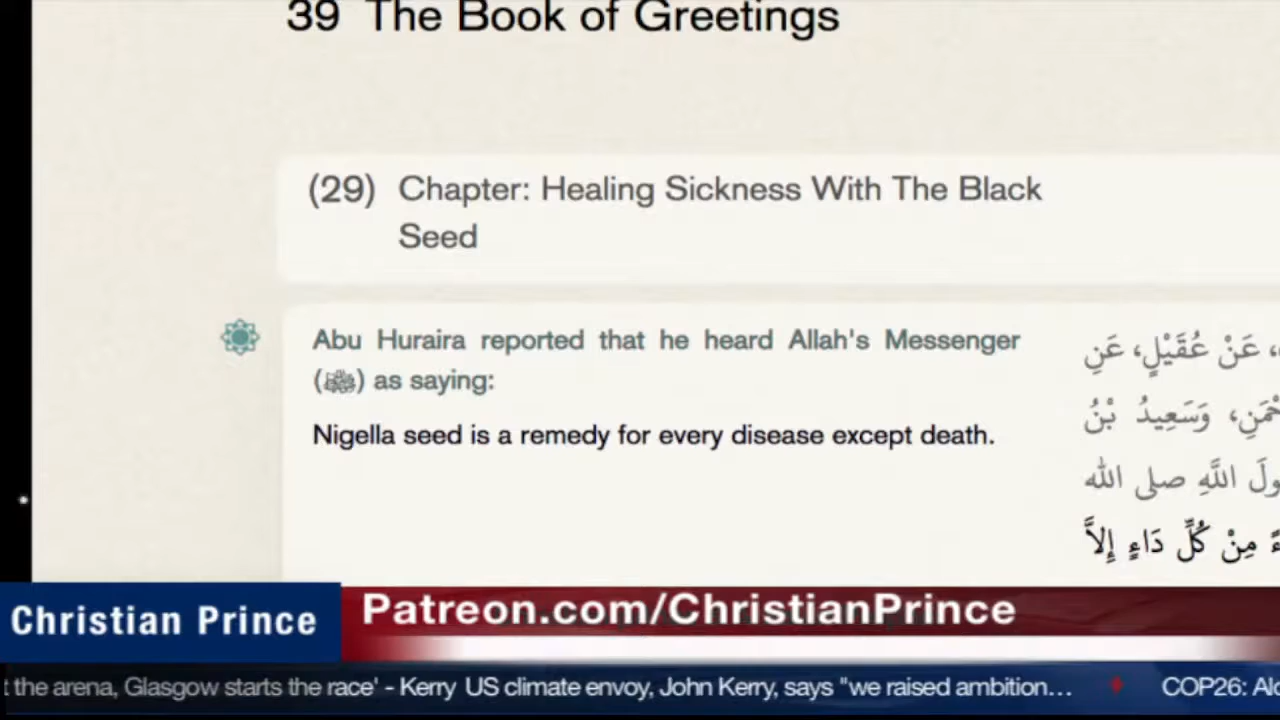 39 The Book of Greetings
(29) Chapter: Healing Sickness With The Black
Seed
Abu Huraira reported that he heard Allah's Messenger
(ﷺ) as saying:
Nigella seed is a remedy for every disease except death.
، عَنْ عُقَيْلٍ، عَنِ
وَسَعِيدُ بْنُ
اللَّهِ صلى الله
مِنْ كُلِّ دَاءٍ إِلاَّ
Christian Prince
Patreon.com/ChristianPrince
the arena, Glasgow starts the race' - Kerry US climate envoy, John Kerry, says "we raised ambition... COP26: